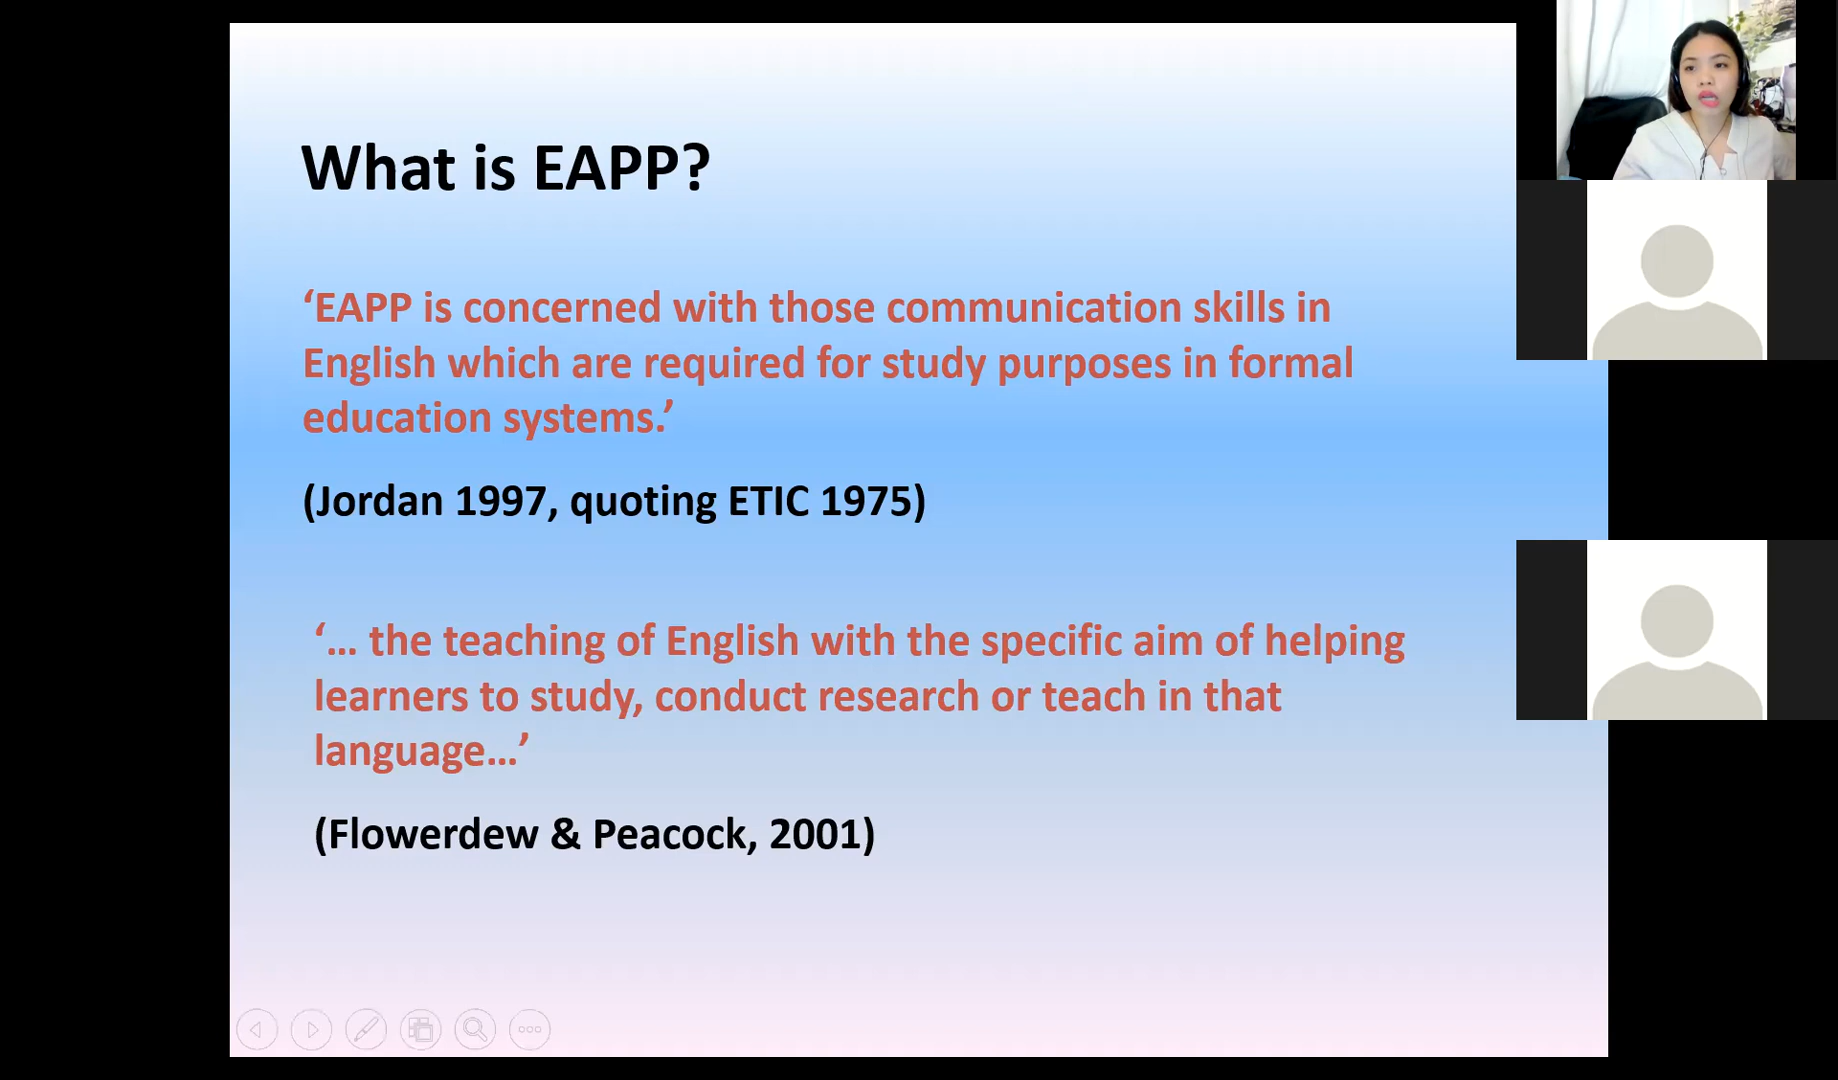 What is EAPP?
‘EAPP is concerned with those communication skills in
English which are required for study purposes in formal
education systems.’
(Jordan 1997, quoting ETIC 1975)
‘... the teaching of English with the specific aim of helping
learners to study, conduct research or teach in that
language...’
(Flowerdew & Peacock, 2001)